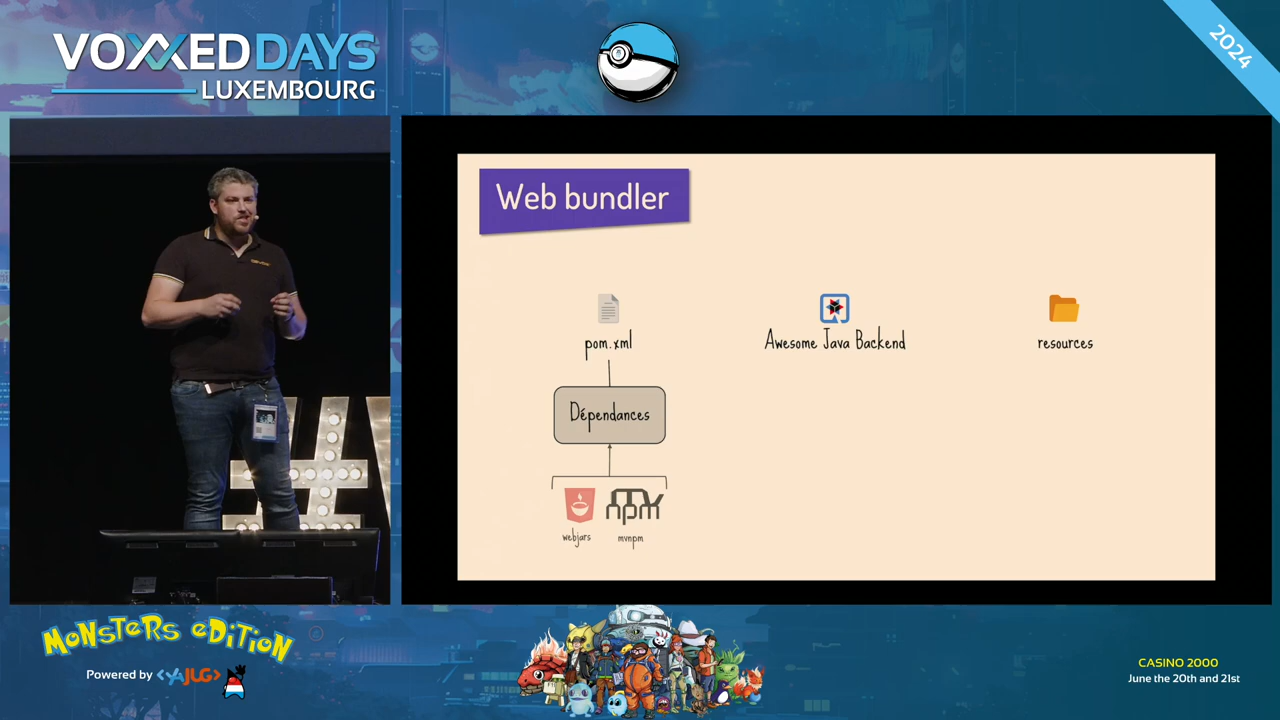 VOXXEDDAYS
LUXEMBOURG
2024
Web bundler
pom.xml
Awesome Java Backend
resources
Dépendances
webjars
npm
mvnpm
#
MONSTERS EDITION
Powered by <YAJUG>
CASINO 2000
June the 20th and 21st